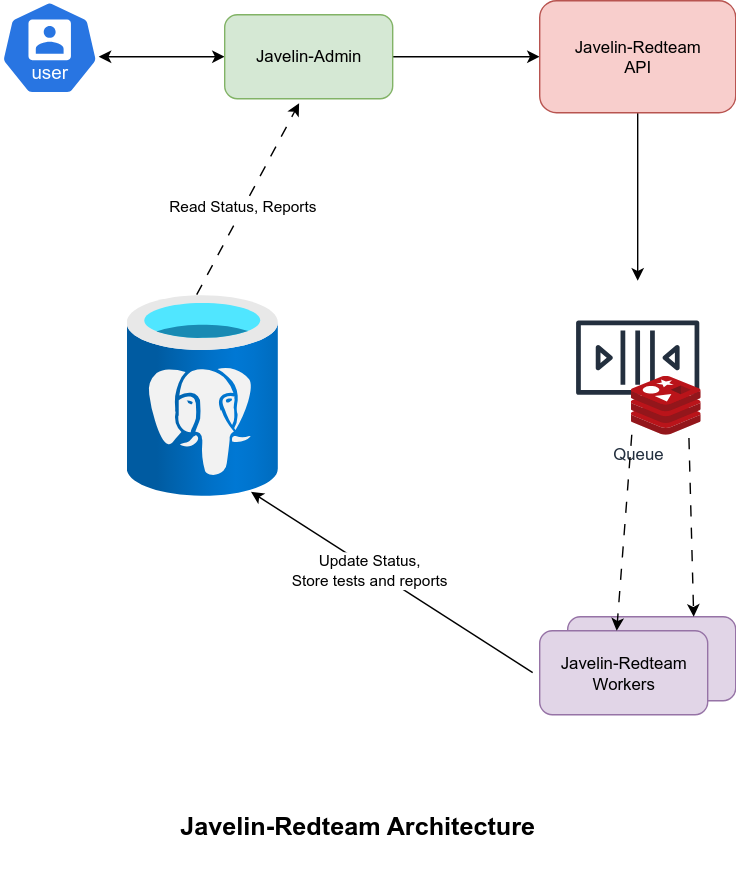 user
Javelin-Admin
Javelin-Redteam
API
Read Status, Reports
Queue
Update Status,
Store tests and reports
Javelin-Redteam
Workers
Javelin-Redteam Architecture